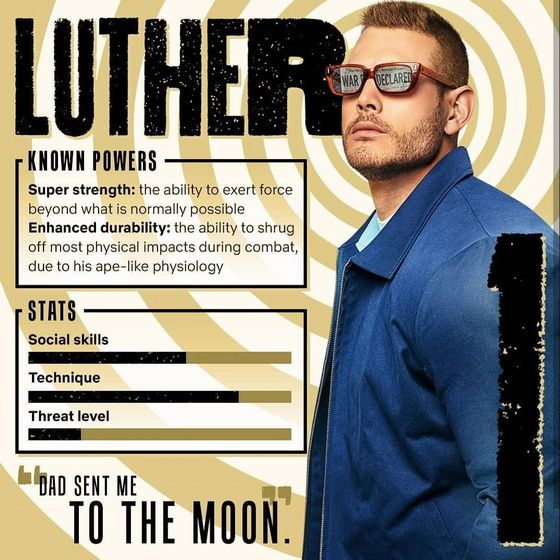 LUTHER
WAR DECLARED
KNOWN POWERS
Super strength: the ability to exert force
beyond what is normally possible
Enhanced durability: the ability to shrug
off most physical impacts during combat,
due to his ape-like physiology
STATS
Social skills
Technique
Threat level
1
"DAD SENT ME
TO THE MOON."